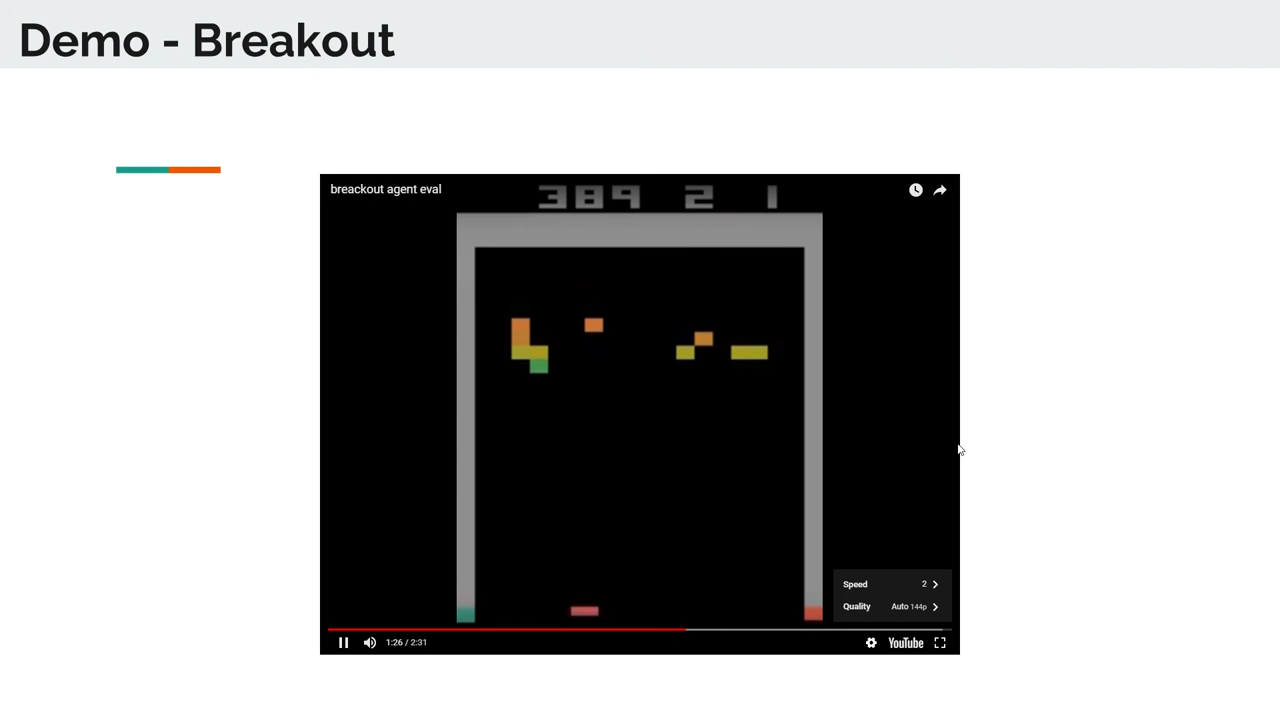 Demo - Breakout
breackout agent eval
389 2 1
Speed 2
Quality Auto 144p
1:26 / 2:31 YouTube